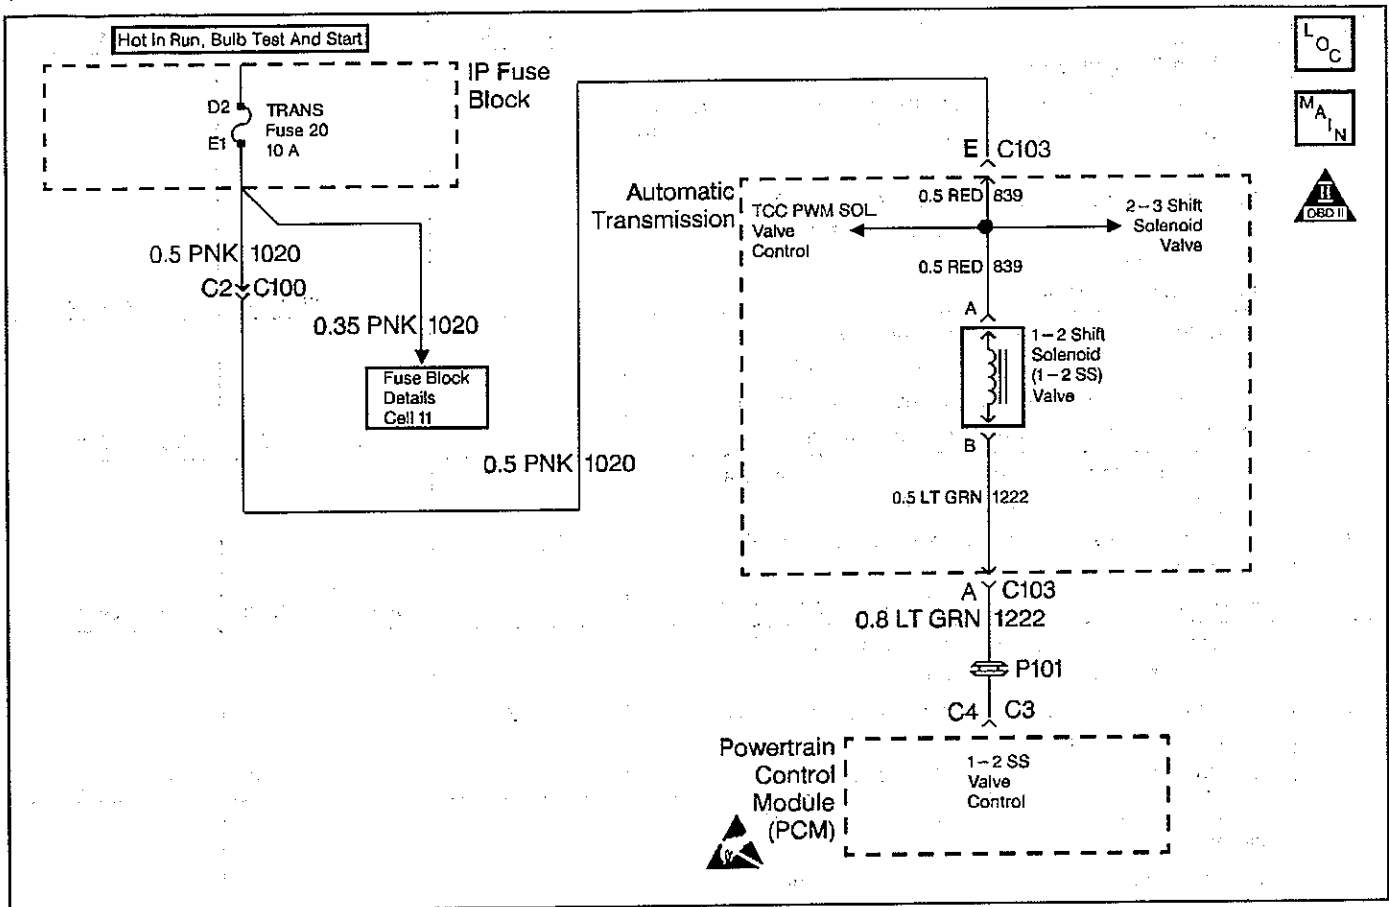 Hot In Run, Bulb Test And Start
IP Fuse
Block
D2
TRANS
Fuse 20
10 A
E1
0.5 PNK 1020
C2 C100
0.35 PNK 1020
Fuse Block
Details
Cell 11
0.5 PNK 1020
E C103
Automatic
Transmission
0.5 RED 839
TCC PWM SOL
Valve
Control
2–3 Shift
Solenoid
Valve
0.5 RED 839
A
1–2 Shift
Solenoid
(1–2 SS)
Valve
B
0.5 LT GRN 1222
A C103
0.8 LT GRN 1222
P101
C4 C3
Powertrain
Control
Module
(PCM)
1–2 SS
Valve
Control
LOC
MAIN
II
OBD II